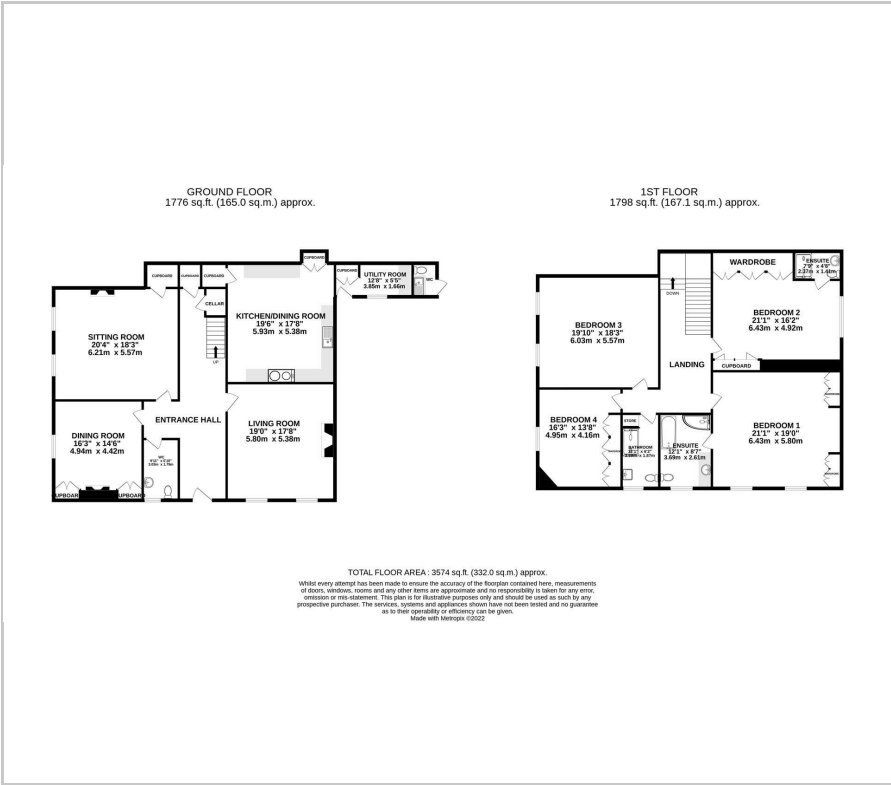 GROUND FLOOR
1776 sq.ft. (165.0 sq.m.) approx.
CUPBOARD
CUPBOARD
CUPBOARD
CUPBOARD
CUPBOARD
CELLAR
UP
UTILITY ROOM
12'8" x 5'5"
3.85m x 1.66m
WC
KITCHEN/DINING ROOM
19'6" x 17'8"
5.93m x 5.38m
SITTING ROOM
20'4" x 18'3"
6.21m x 5.57m
ENTRANCE HALL
LIVING ROOM
19'0" x 17'8"
5.80m x 5.38m
DINING ROOM
16'3" x 14'6"
4.94m x 4.42m
WC
CUPBOARD
CUPBOARD
1ST FLOOR
1798 sq.ft. (167.1 sq.m.) approx.
WARDROBE
ENSUITE
7'9" x 4'8"
2.37m x 1.41m
DOWN
BEDROOM 2
21'1" x 16'2"
6.43m x 4.92m
BEDROOM 3
19'10" x 18'3"
6.03m x 5.57m
LANDING
CUPBOARD
BEDROOM 4
16'3" x 13'8"
4.95m x 4.16m
STORE
BATHROOM
ENSUITE
12'1" x 8'7"
3.69m x 2.61m
BEDROOM 1
21'1" x 19'0"
6.43m x 5.80m
TOTAL FLOOR AREA : 3574 sq.ft. (332.0 sq.m.) approx.
Whilst every attempt has been made to ensure the accuracy of the floorplan contained here, measurements
of doors, windows, rooms and any other items are approximate and no responsibility is taken for any error,
omission or mis-statement. This plan is for illustrative purposes only and should be used as such by any
prospective purchaser. The services, systems and appliances shown have not been tested and no guarantee
as to their operability or efficiency can be given.
Made with Metropix ©2022